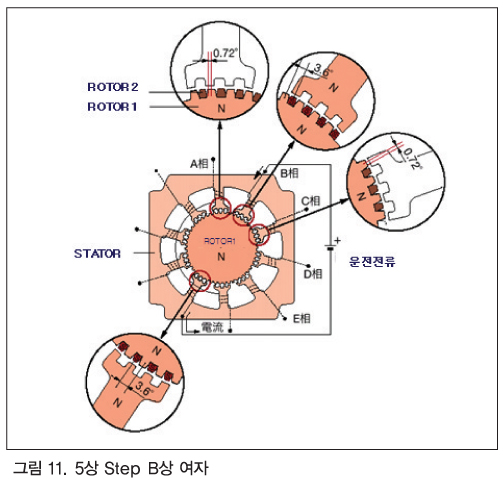 0.72°
3.6°
ROTOR 2
ROTOR 1
N
N
N
0.72°
A相
B相
C相
ROTOR1
N
STATOR
+
운전전류
D相
E相
電流
N
3.6°
N
그림 11. 5상 Step B상 여자